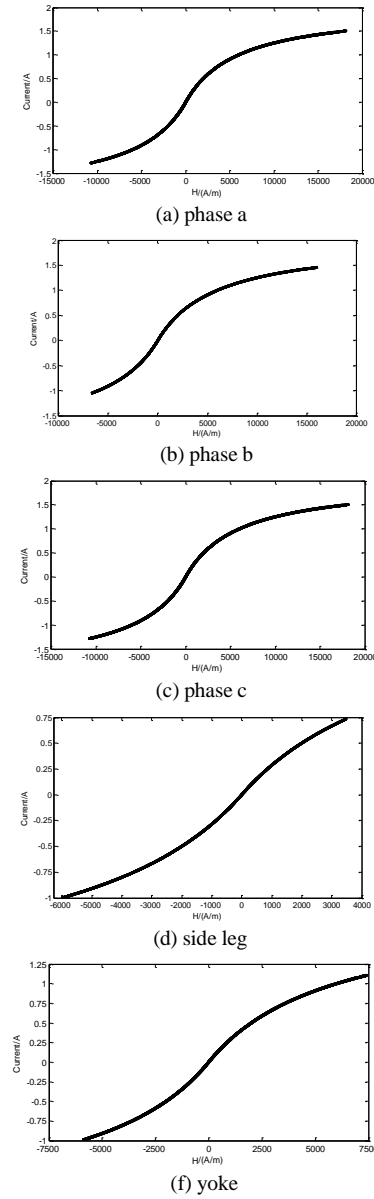 2
1.5
1
0.5
0
-0.5
-1
-1.5
Current/A
-15000 -10000 -5000 0 5000 10000 15000 20000
H/(A/m)
(a) phase a
2
1.5
1
0.5
0
-0.5
-1
-1.5
Current/A
-10000 -5000 0 5000 10000 15000 20000
H/(A/m)
(b) phase b
2
1.5
1
0.5
0
-0.5
-1
-1.5
Current/A
-15000 -10000 -5000 0 5000 10000 15000 20000
H/(A/m)
(c) phase c
0.75
0.5
0.25
0
-0.25
-0.5
-0.75
-1
Current/A
-6000 -5000 -4000 -3000 -2000 -1000 0 1000 2000 3000 4000
H/(A/m)
(d) side leg
1.25
1
0.75
0.5
0.25
0
-0.25
-0.5
-0.75
-1
Current/A
-7500 -5000 -2500 0 2500 5000 7500
H/(A/m)
(f) yoke